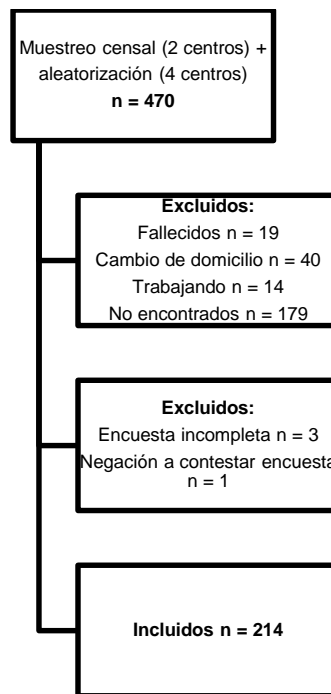 Muestreo censal (2 centros) +
aleatorización (4 centros)
n = 470
Excluidos:
Fallecidos n = 19
Cambio de domicilio n = 40
Trabajando n = 14
No encontrados n = 179
Excluidos:
Encuesta incompleta n = 3
Negación a contestar encuesta
n = 1
Incluidos n = 214